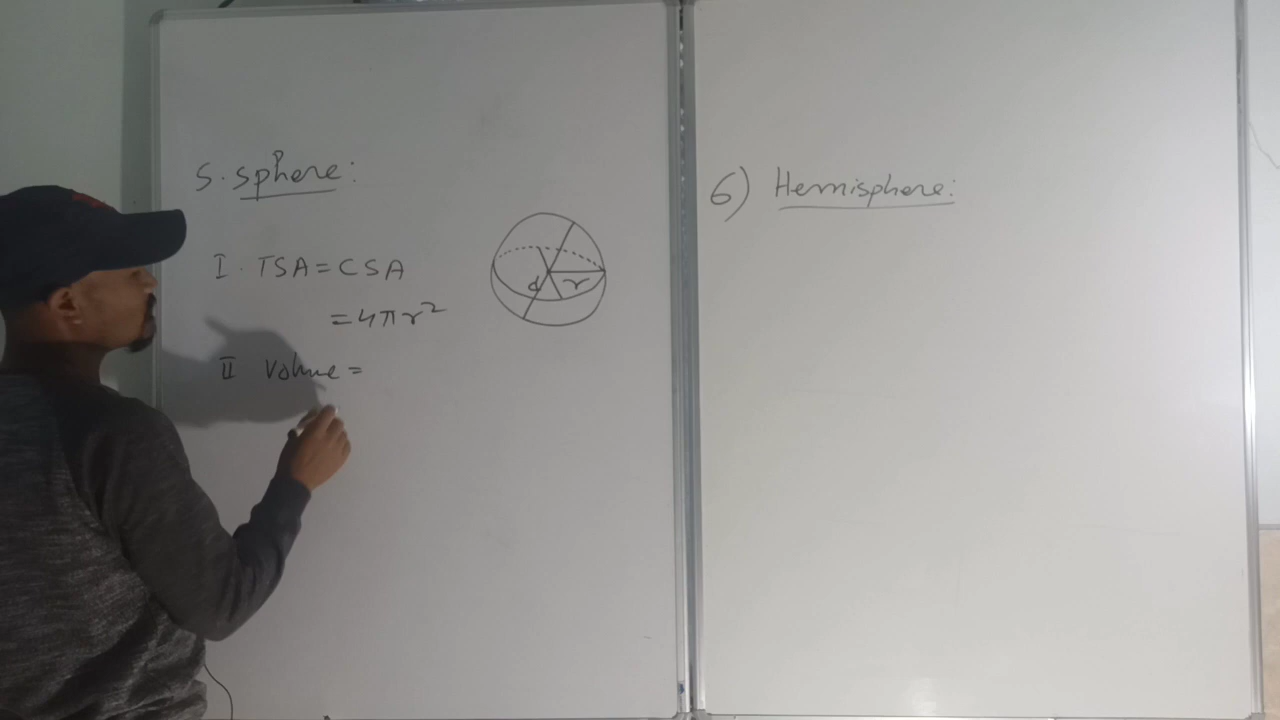 5. sphere:
I. TSA = CSA
= 4πr²
II Volume =
d r
6) Hemisphere: